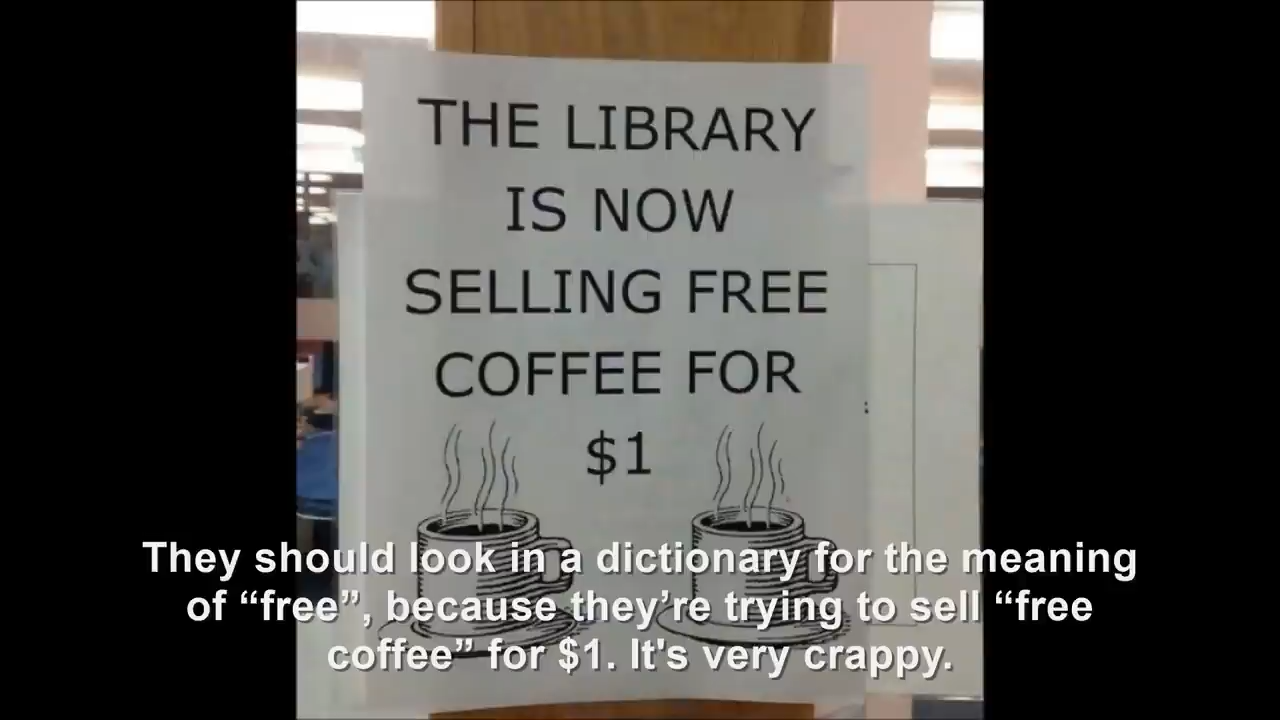 THE LIBRARY
IS NOW
SELLING FREE
COFFEE FOR
$1
They should look in a dictionary for the meaning
of “free”, because they’re trying to sell “free
coffee” for $1. It's very crappy.